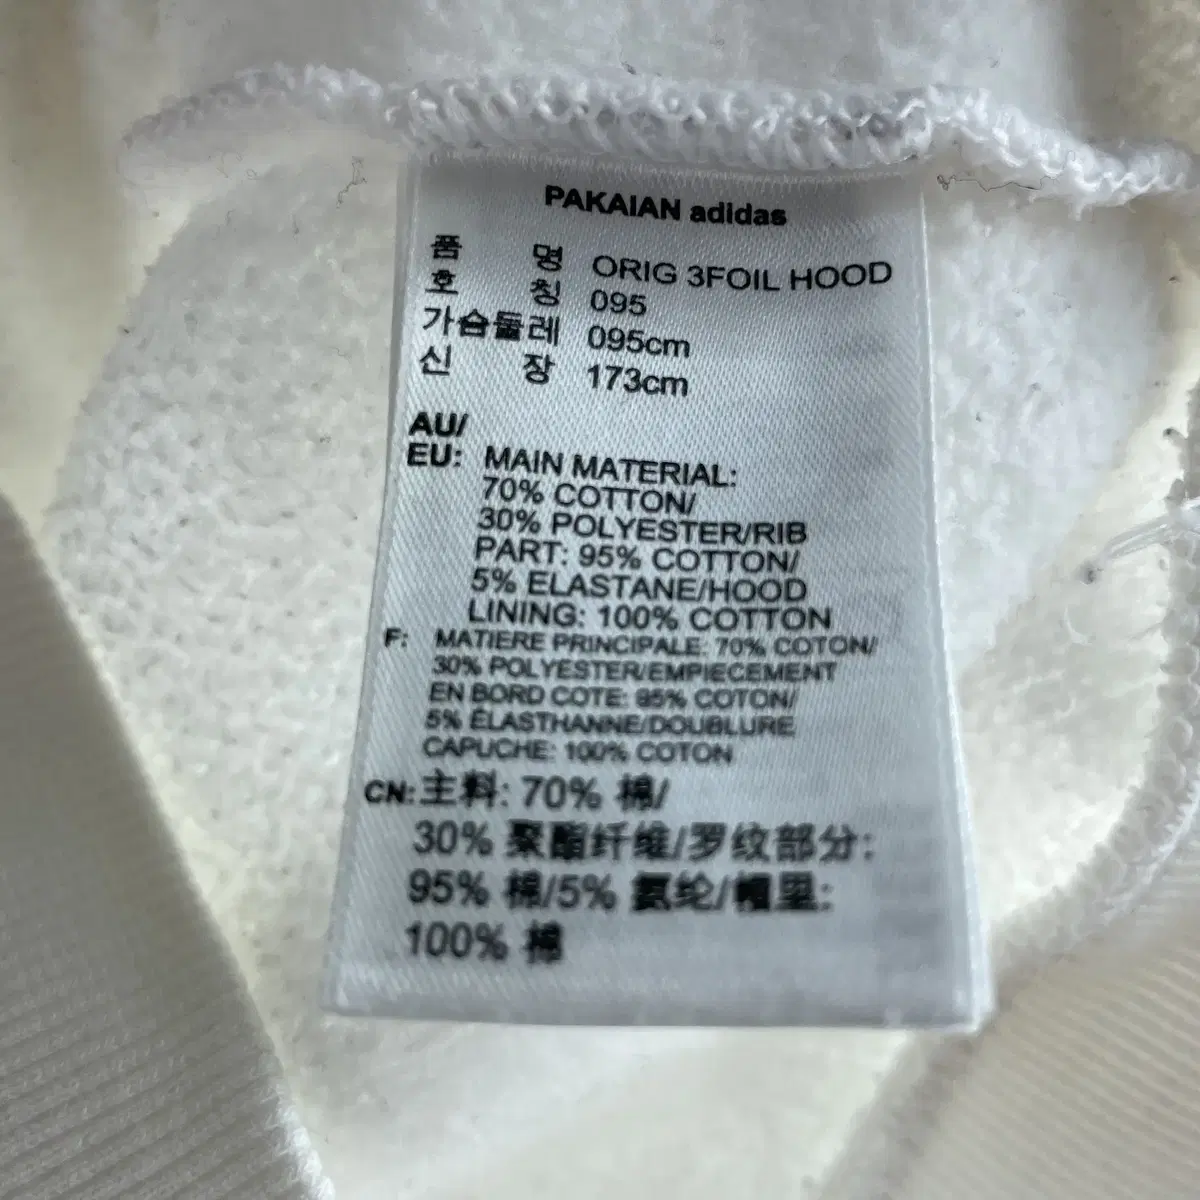 PAKAIAN adidas
품 명 ORIG 3FOIL HOOD
호 칭 095
가슴둘레 095cm
신 장 173cm
AU/
EU: MAIN MATERIAL:
70% COTTON/
30% POLYESTER/RIB
PART: 95% COTTON/
5% ELASTANE/HOOD
LINING: 100% COTTON
F: MATIERE PRINCIPALE: 70% COTON/
30% POLYESTER/EMPIECEMENT
EN BORD COTE: 95% COTON/
5% ÉLASTHANNE/DOUBLURE
CAPUCHE: 100% COTON
CN:主料: 70% 棉/
30% 聚酯纤维/罗纹部分:
95% 棉/5% 氨纶/帽里:
100% 棉